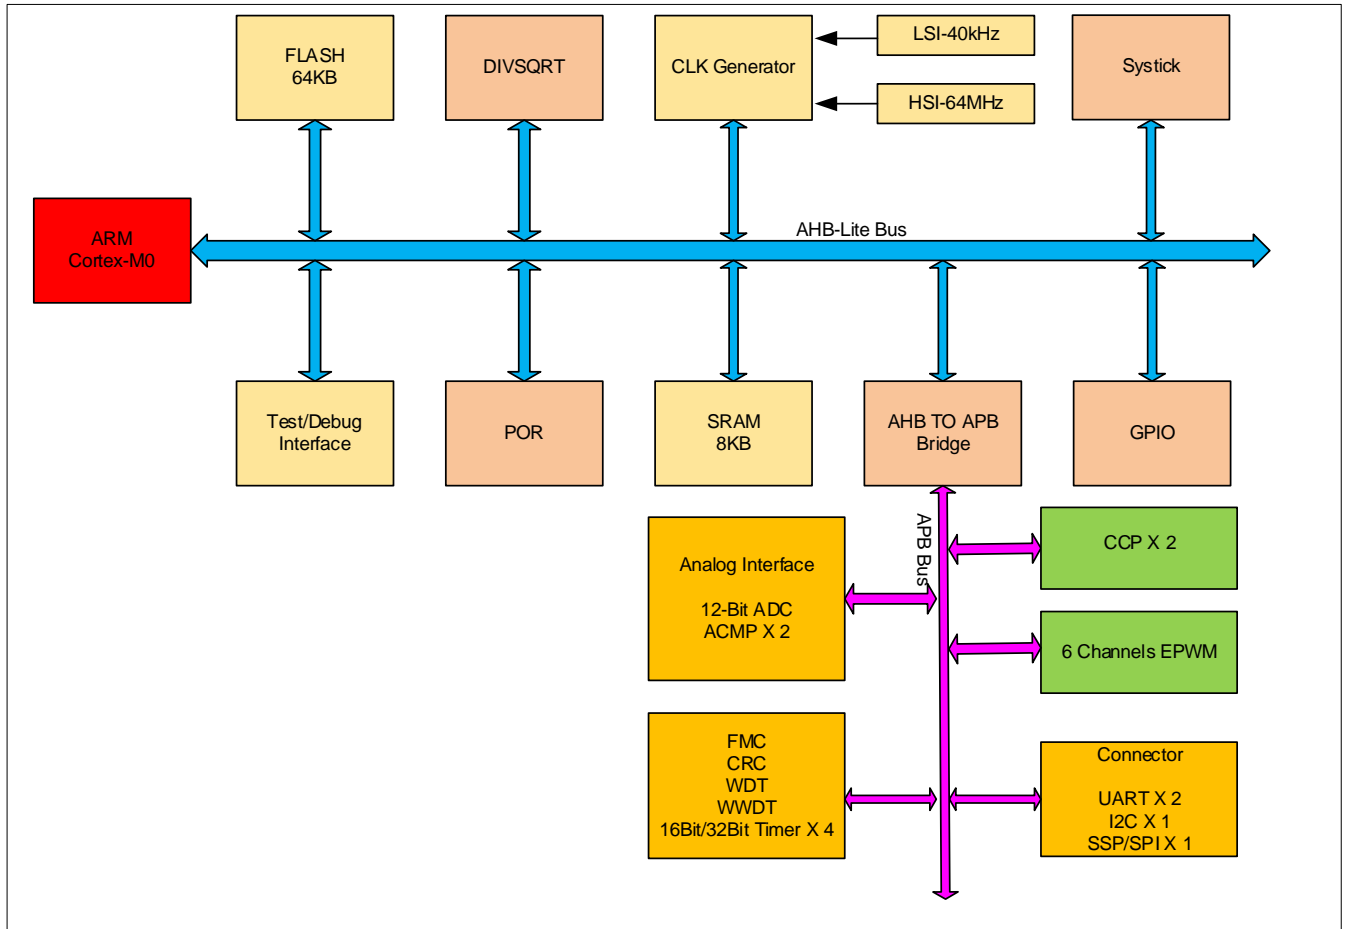 FLASH
64KB
DIVSQRT
CLK Generator
LSI-40kHz
HSI-64MHz
Systick
ARM
Cortex-M0
AHB-Lite Bus
Test/Debug
Interface
POR
SRAM
8KB
AHB TO APB
Bridge
GPIO
APB Bus
Analog Interface
12-Bit ADC
ACMP X 2
CCP X 2
6 Channels EPWM
FMC
CRC
WDT
WWDT
16Bit/32Bit Timer X 4
Connector
UART X 2
I2C X 1
SSP/SPI X 1